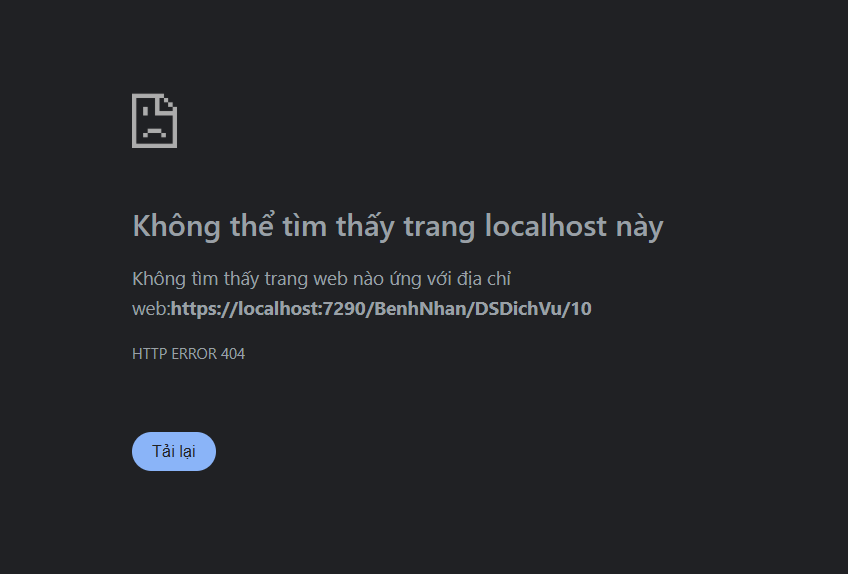 Không thể tìm thấy trang localhost này
Không tìm thấy trang web nào ứng với địa chỉ
web:https://localhost:7290/BenhNhan/DSDichVu/10
HTTP ERROR 404
Tải lại